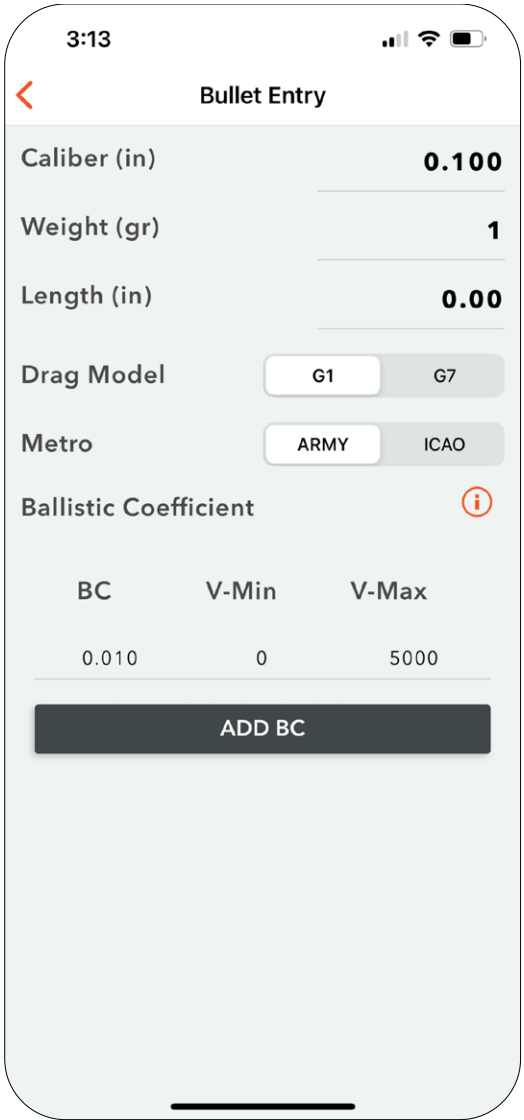 3:13
Bullet Entry
Caliber (in) 0.100
Weight (gr) 1
Length (in) 0.00
Drag Model G1 G7
Metro ARMY ICAO
Ballistic Coefficient i
BC V-Min V-Max
0.010 0 5000
ADD BC